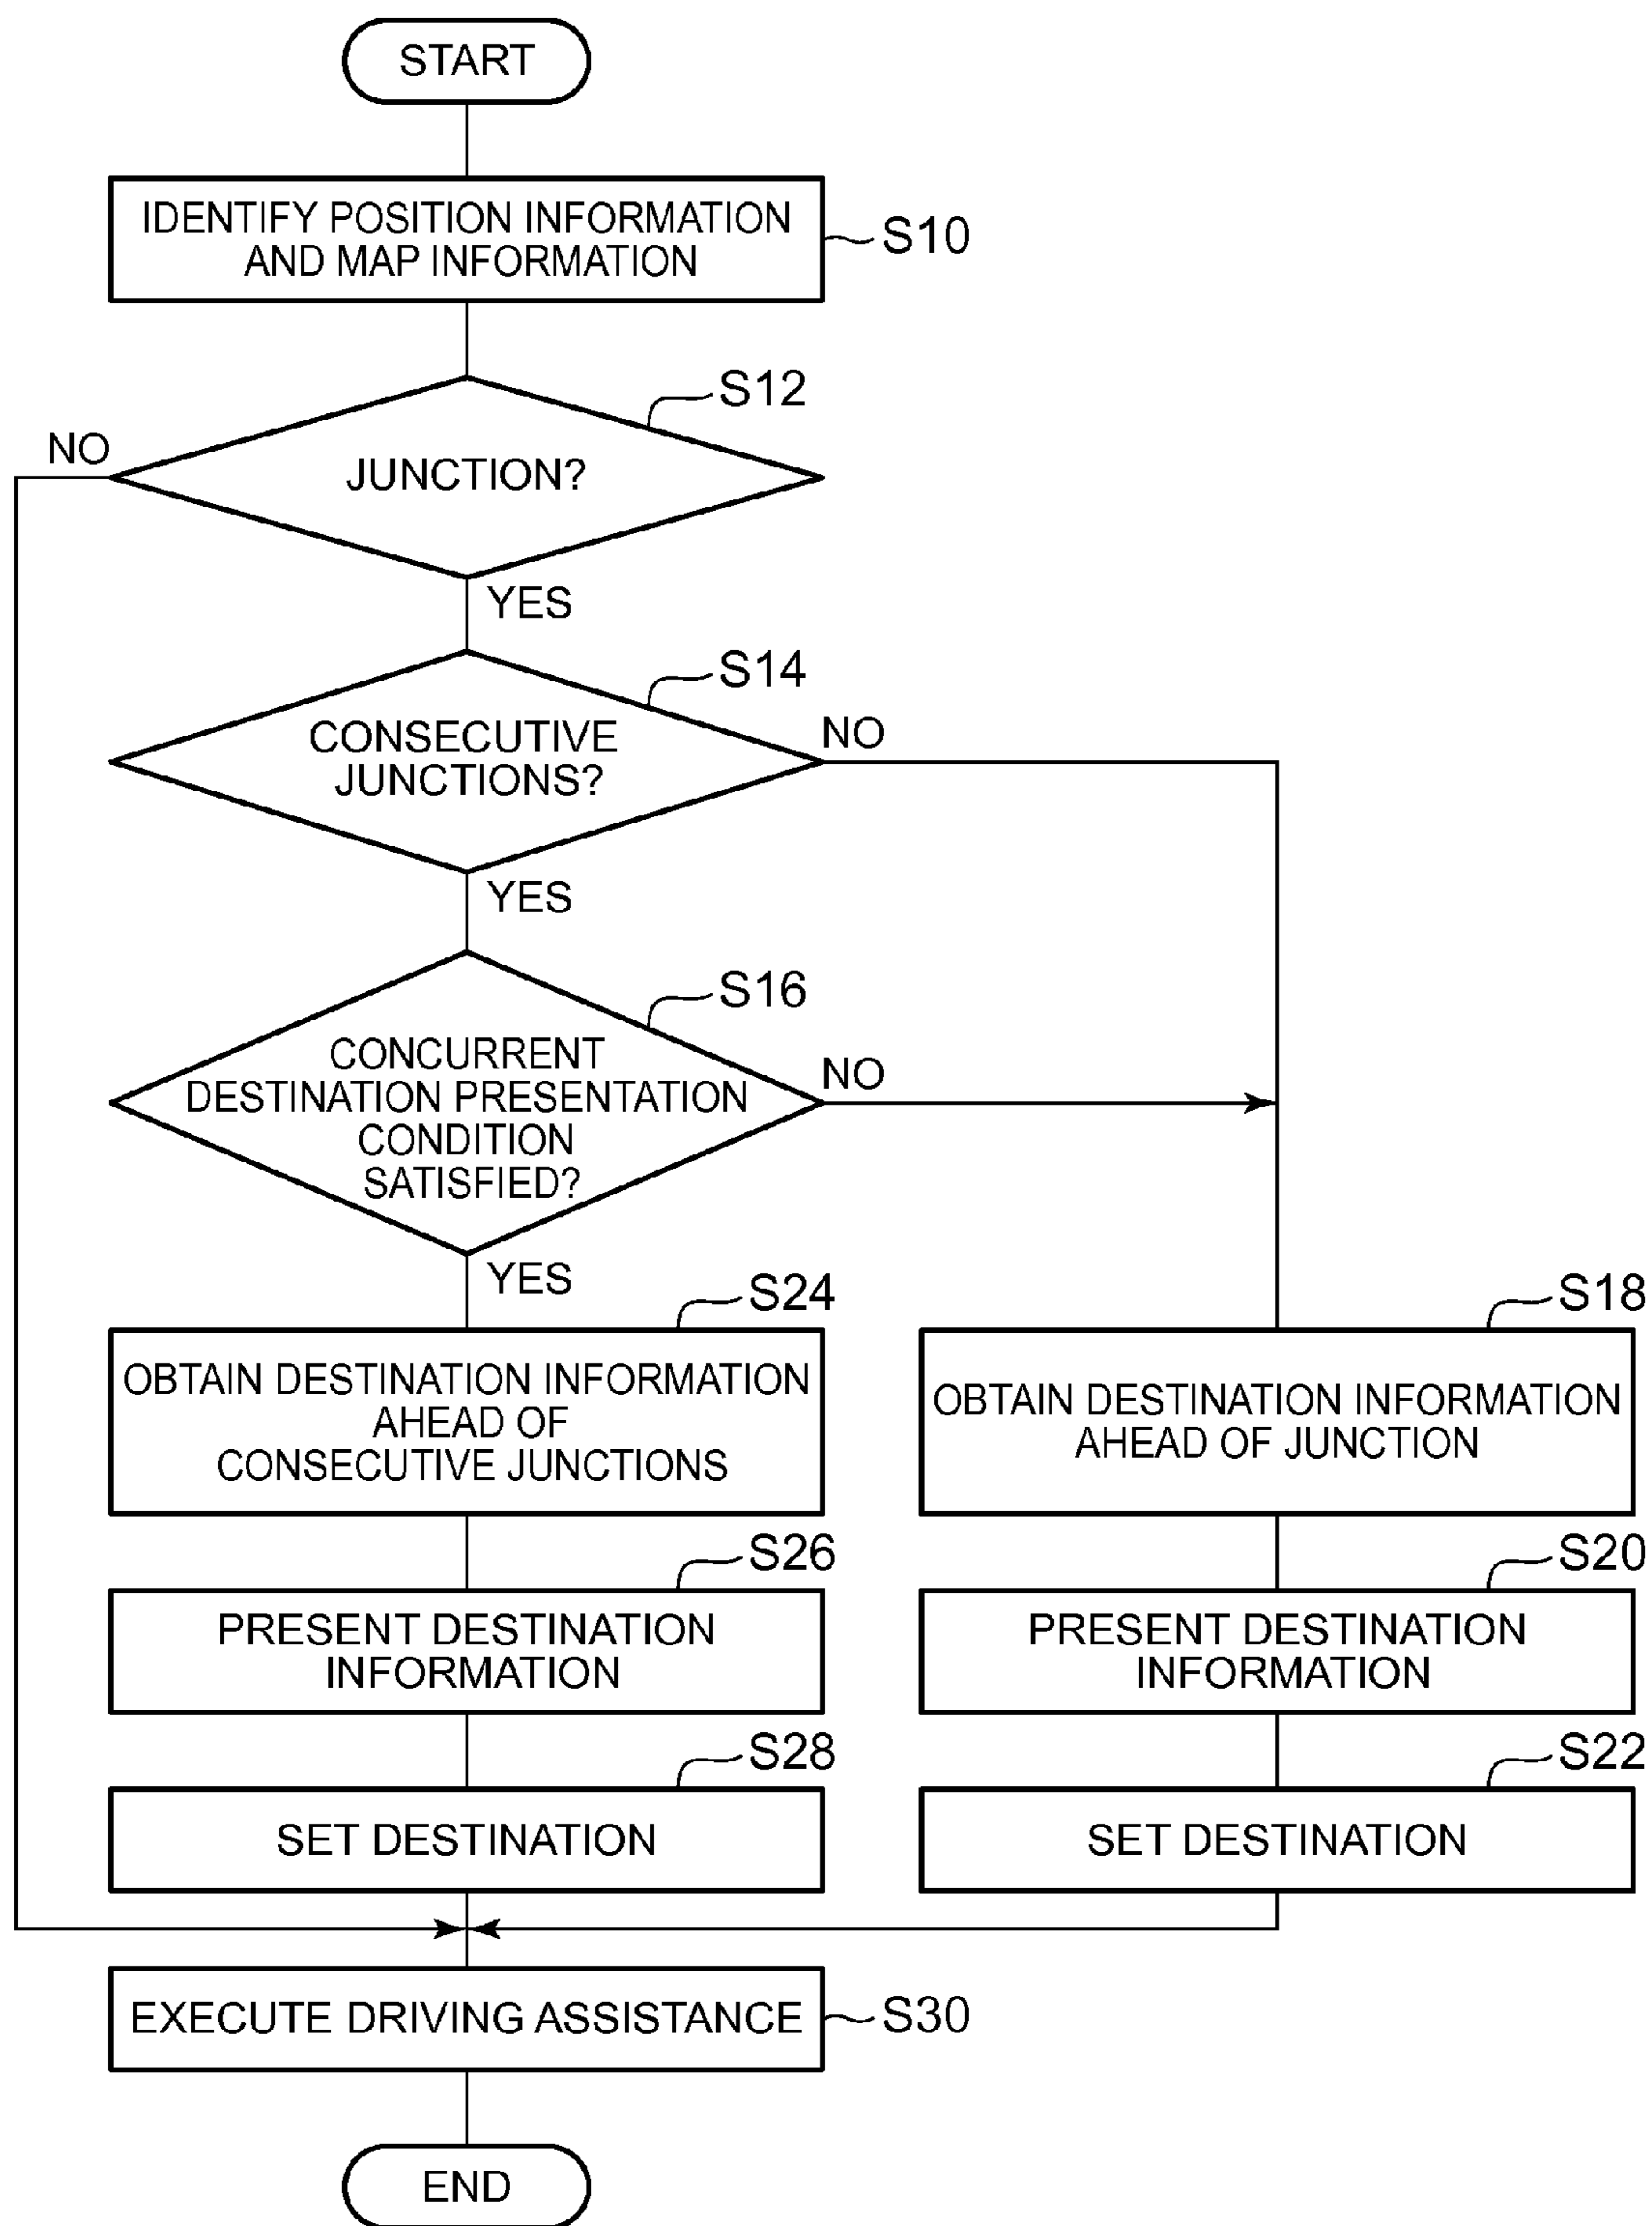 START
IDENTIFY POSITION INFORMATION
AND MAP INFORMATION
S10
S12
NO
JUNCTION?
YES
S14
CONSECUTIVE
JUNCTIONS?
NO
YES
S16
CONCURRENT
DESTINATION PRESENTATION
CONDITION
SATISFIED?
NO
YES
S24
OBTAIN DESTINATION INFORMATION
AHEAD OF
CONSECUTIVE JUNCTIONS
S18
OBTAIN DESTINATION INFORMATION
AHEAD OF JUNCTION
S26
PRESENT DESTINATION
INFORMATION
S20
PRESENT DESTINATION
INFORMATION
S28
SET DESTINATION
S22
SET DESTINATION
EXECUTE DRIVING ASSISTANCE
S30
END